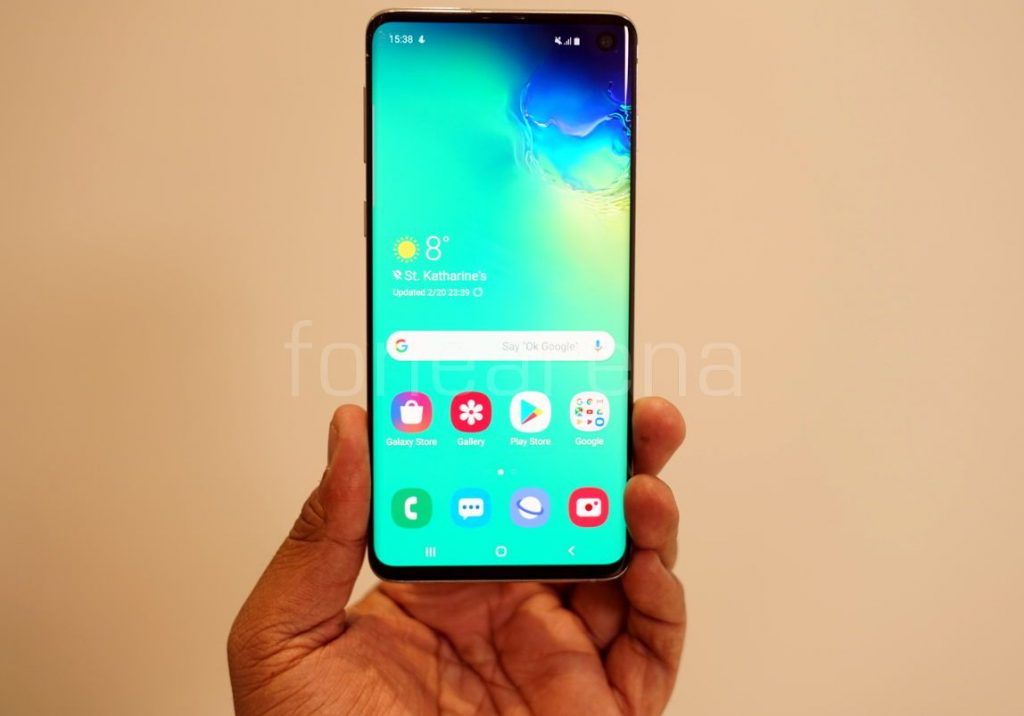 15:38
8°
St. Katharine's
Updated 2/20 23:39
Say "Ok Google"
fonearena
Galaxy Store
Gallery
Play Store
Google